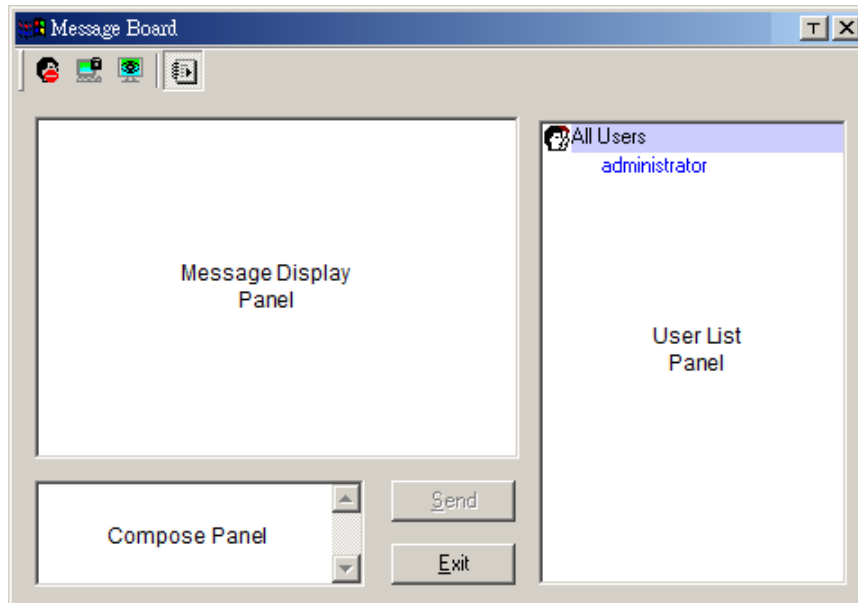 Message Board
T X
All Users
administrator
Message Display
Panel
User List
Panel
Compose Panel
Send
Exit